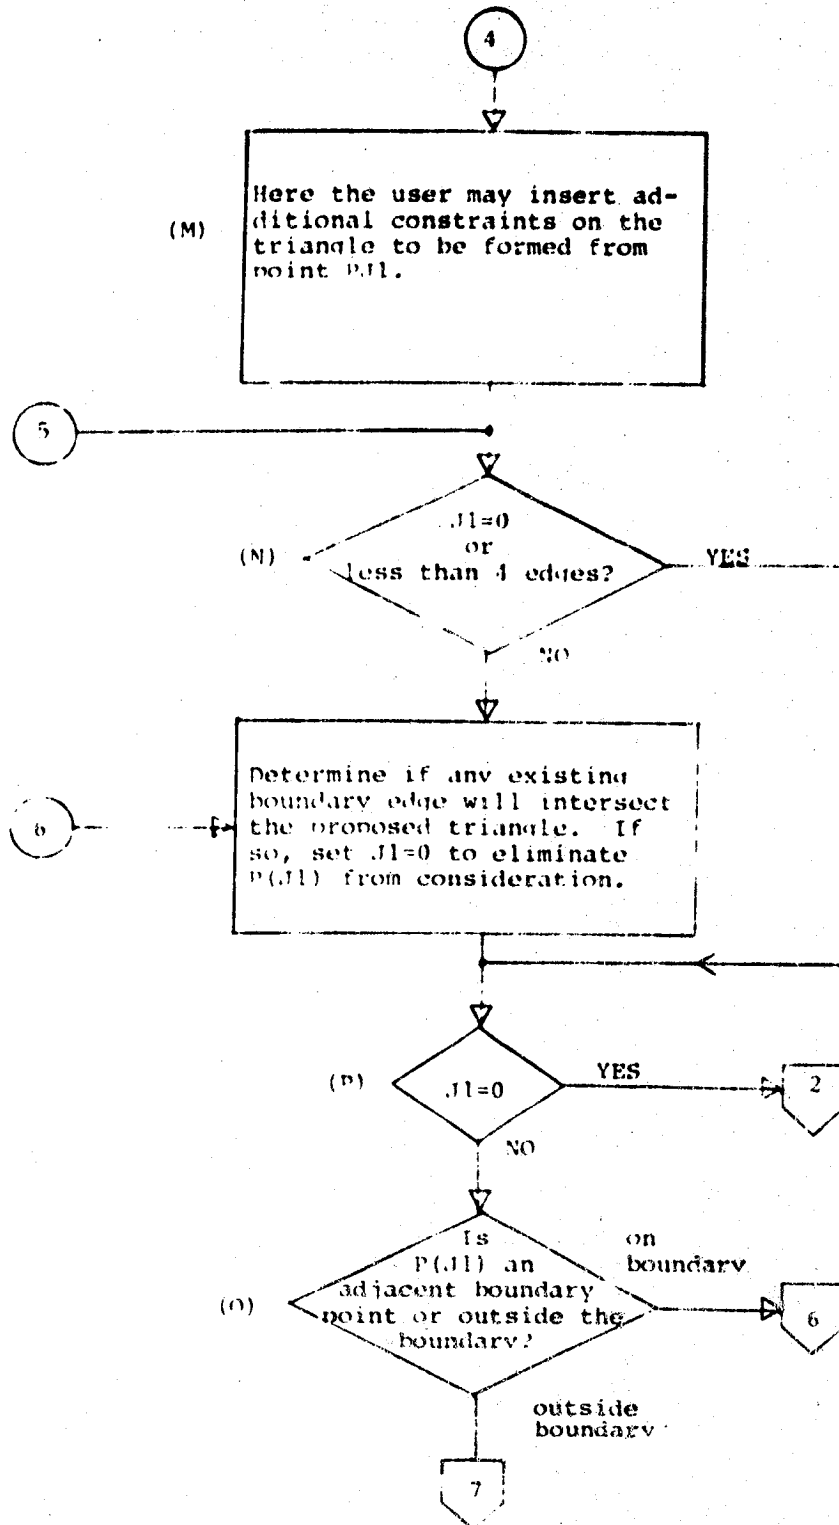 4
(M)
Here the user may insert ad-
ditional constraints on the
triangle to be formed from
point PJ1.
5
(N)
J1=0
or
less than 4 edges?
YES
NO
6
Determine if any existing
boundary edge will intersect
the proposed triangle. If
so, set J1=0 to eliminate
P(J1) from consideration.
(P)
J1=0
YES
2
NO
(O)
Is
P(J1) an
adjacent boundary
point or outside the
boundary?
on
boundary
6
outside
boundary
7